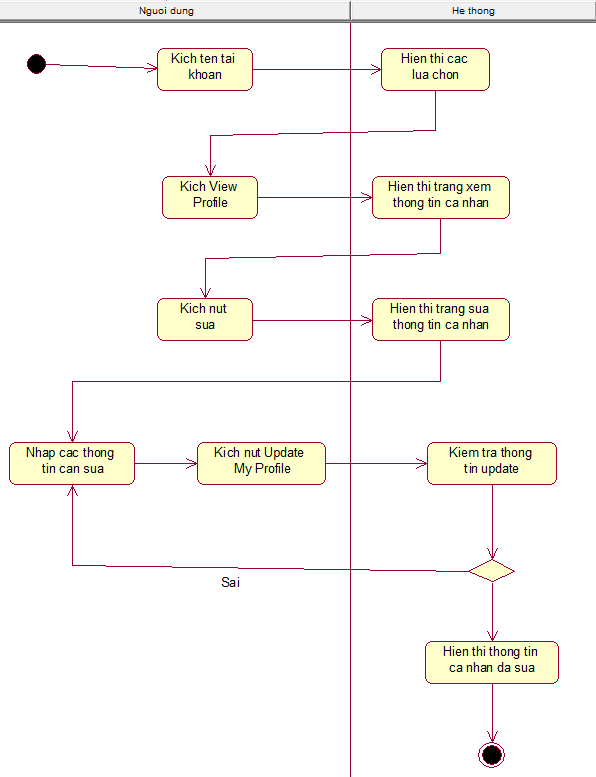 Nguoi dung
He thong
Kich ten tai
khoan
Hien thi cac
lua chon
Kich View
Profile
Hien thi trang xem
thong tin ca nhan
Kich nut
sua
Hien thi trang sua
thong tin ca nhan
Nhap cac thong
tin can sua
Kich nut Update
My Profile
Kiem tra thong
tin update
Sai
Hien thi thong tin
ca nhan da sua